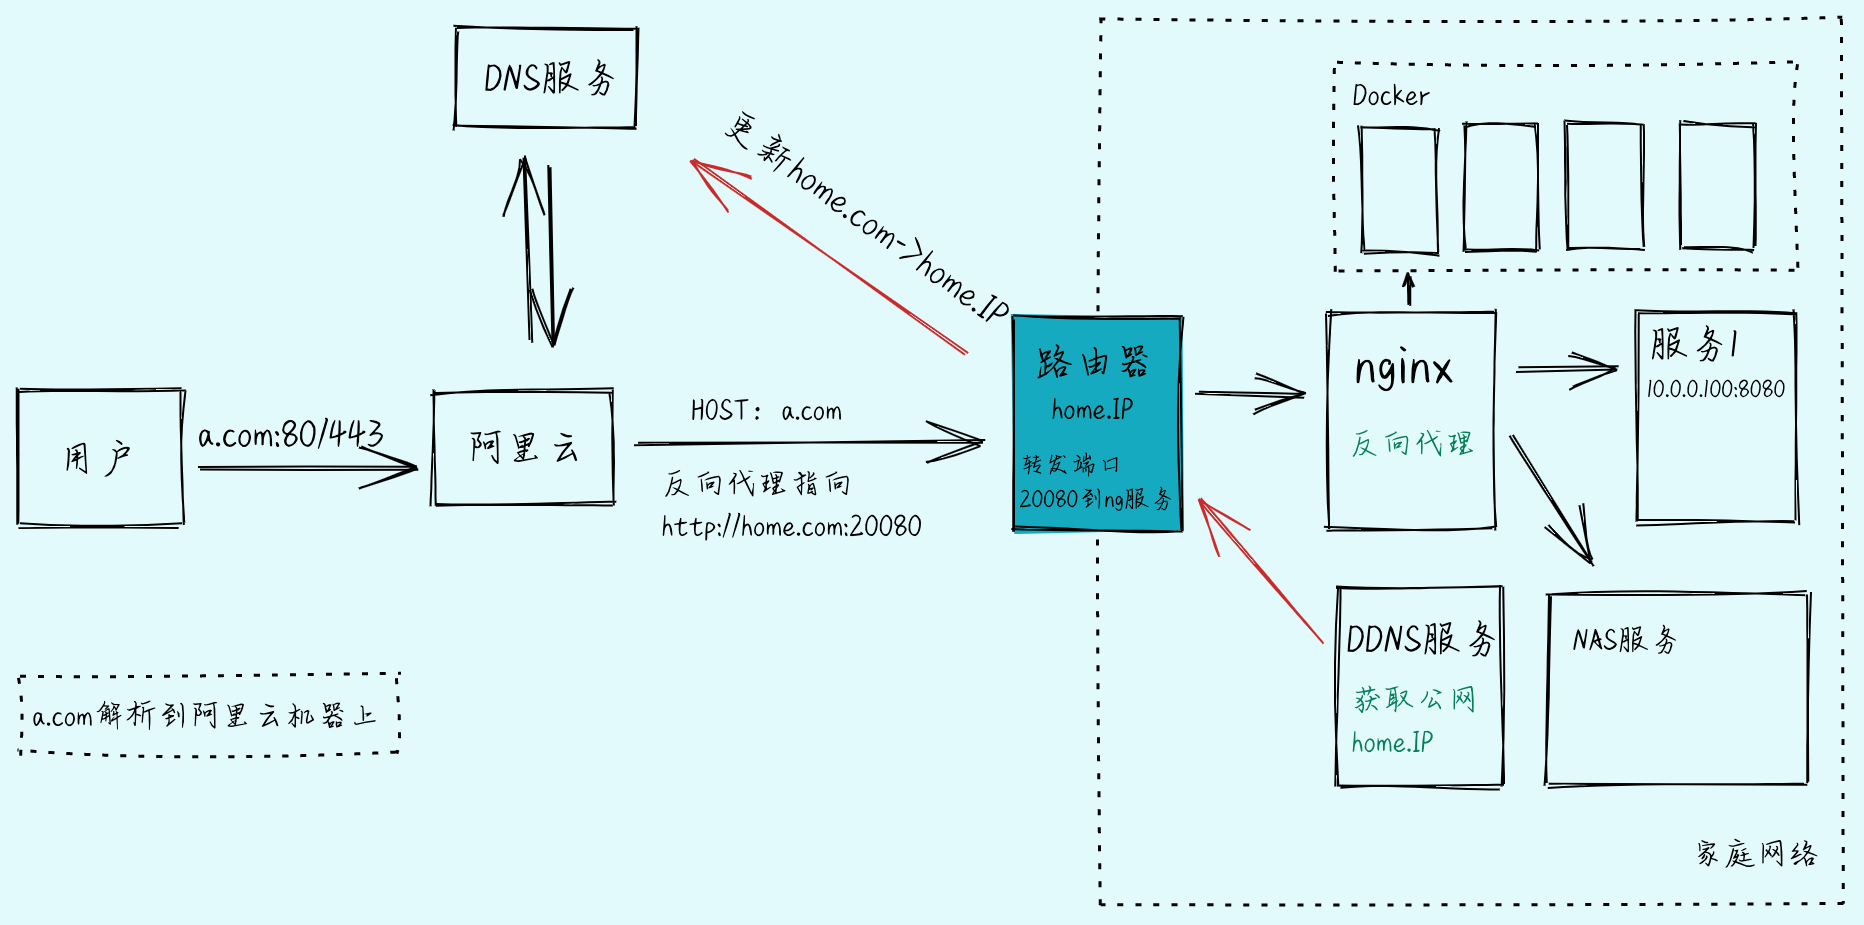 DNS服务
更新home.com->home.IP
Docker
用户
a.com:80/443
阿里云
HOST: a.com
反向代理指向
http://home.com:20080
路由器
home.IP
转发端口
20080到ng服务
nginx
反向代理
服务1
10.0.0.100:8080
DDNS服务
获取公网
home.IP
NAS服务
a.com解析到阿里云机器上
家庭网络